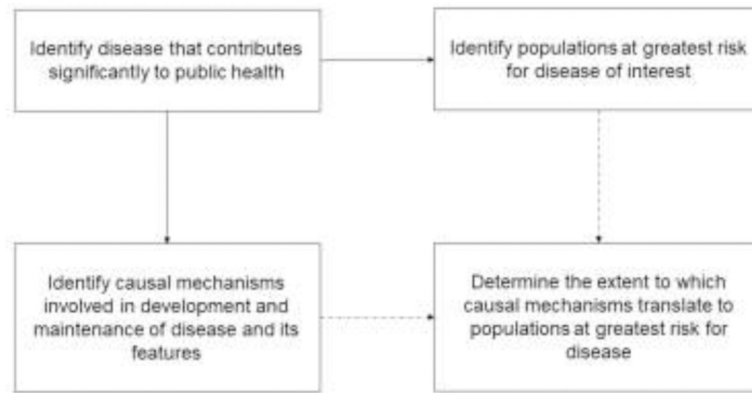 Identify disease that contributes
significantly to public health
Identify populations at greatest risk
for disease of interest
Identify causal mechanisms
involved in development and
maintenance of disease and its
features
Determine the extent to which
causal mechanisms translate to
populations at greatest risk for
disease